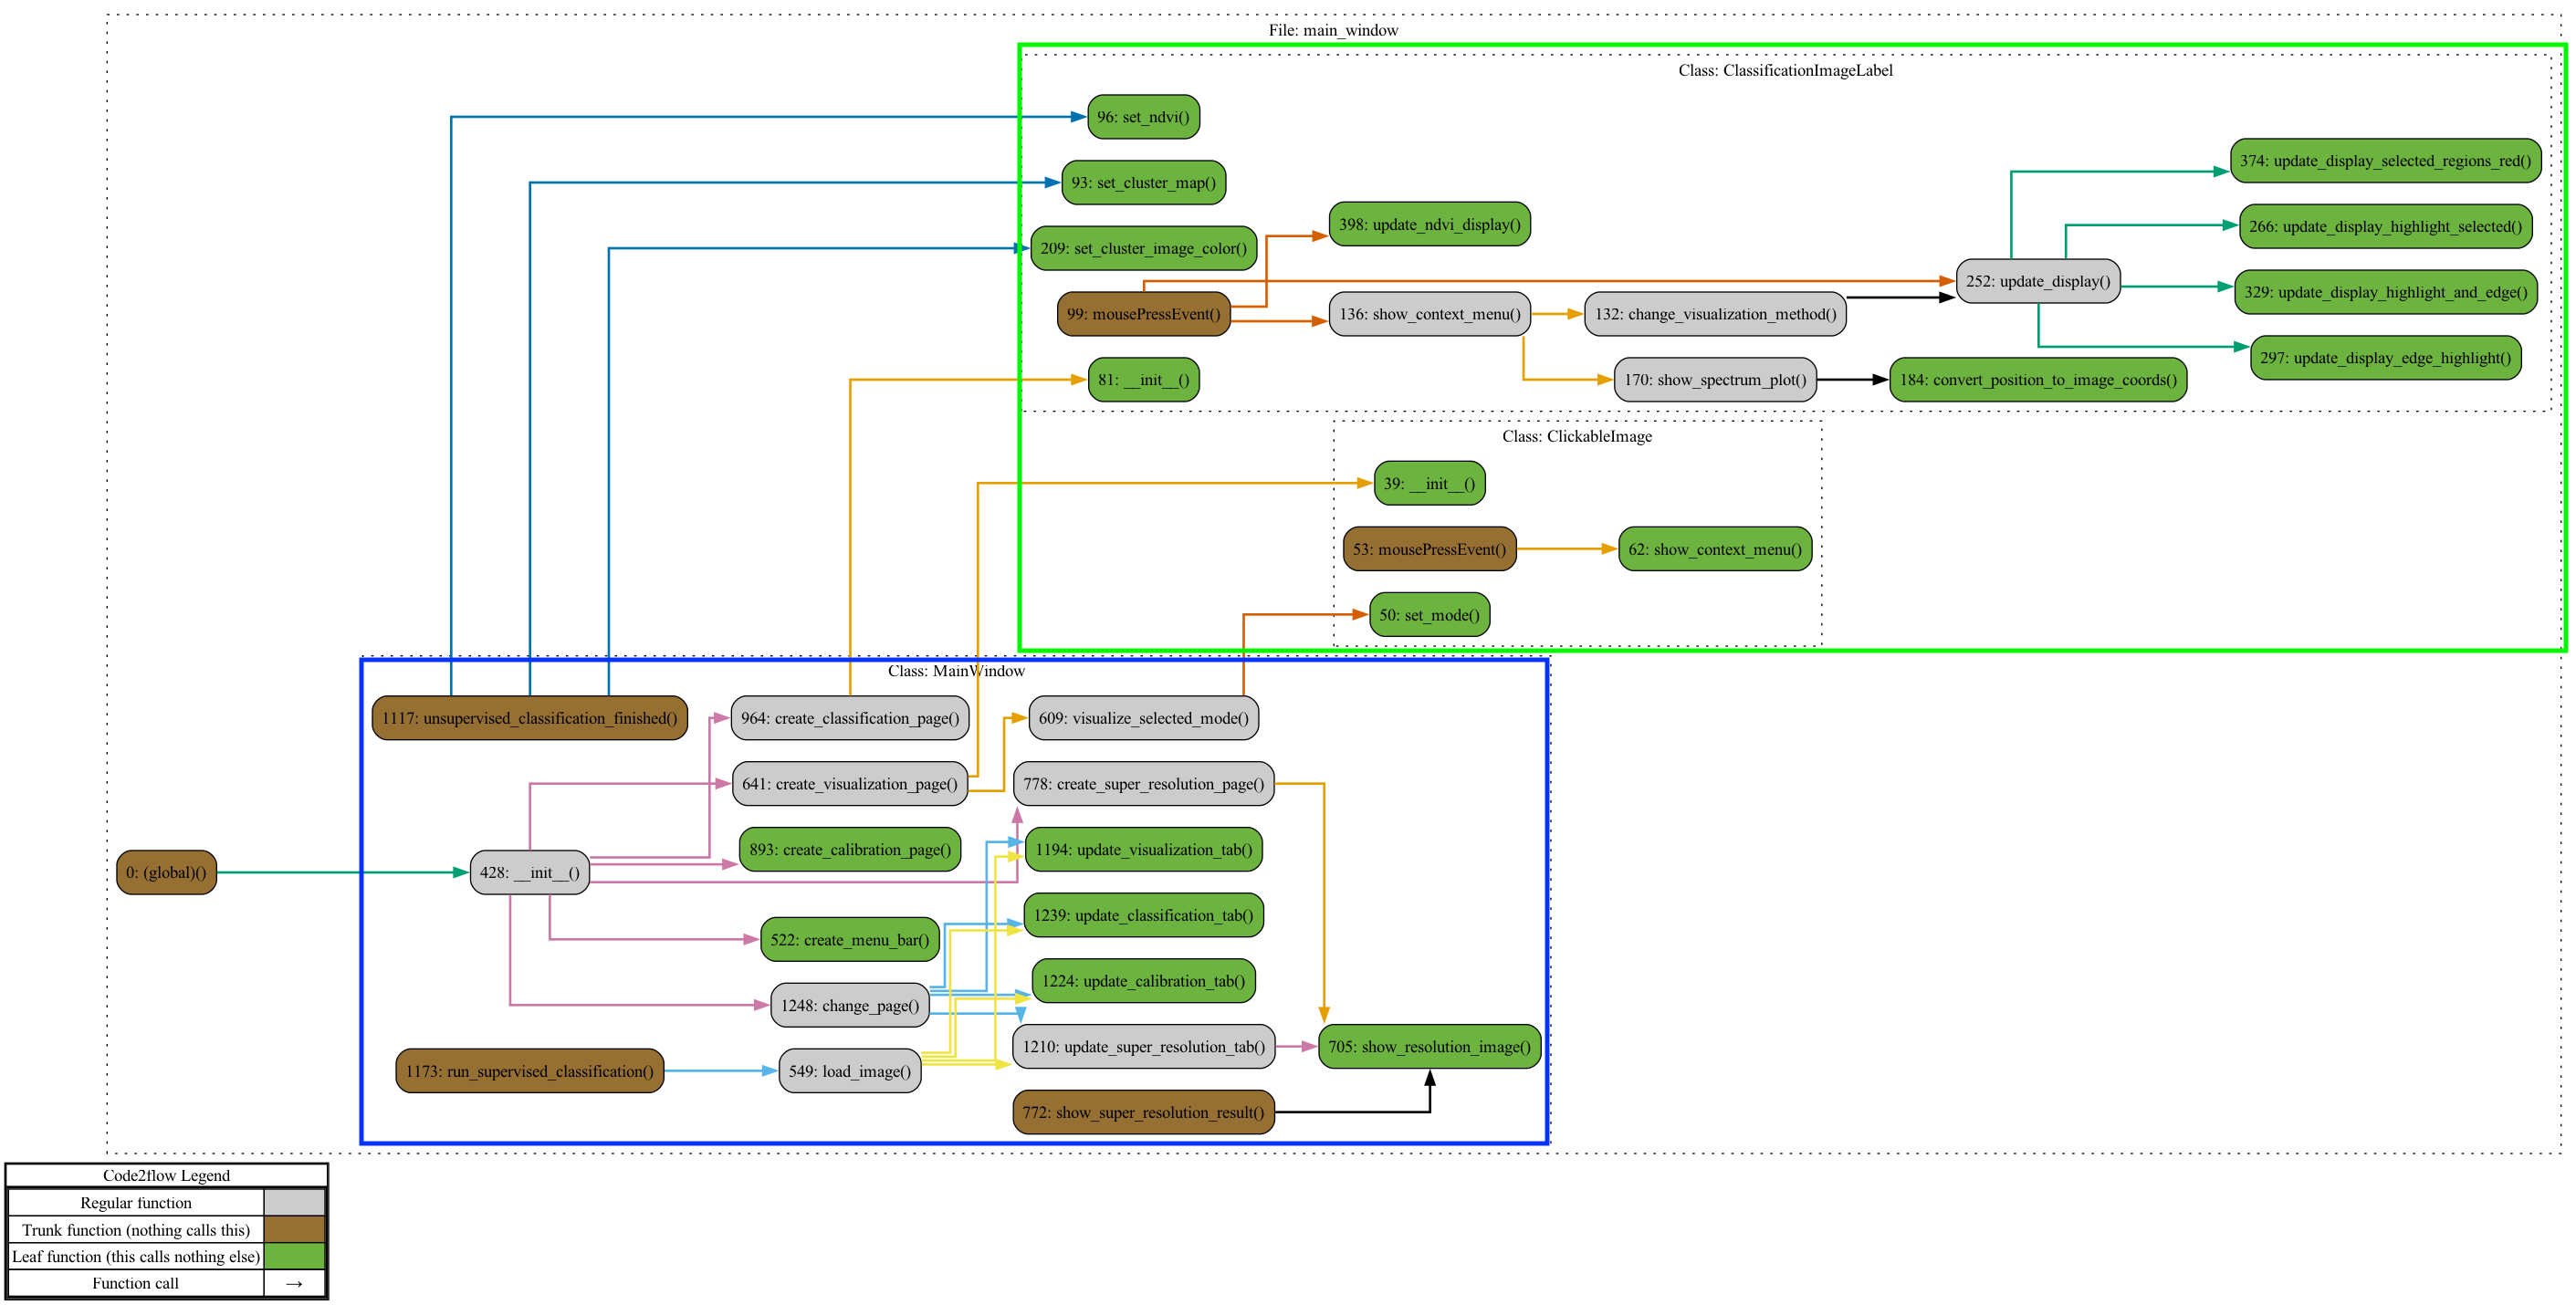 File: main_window
Class: ClassificationImageLabel
96: set_ndvi()
93: set_cluster_map()
209: set_cluster_image_color()
99: mousePressEvent()
81: __init__()
398: update_ndvi_display()
136: show_context_menu()
132: change_visualization_method()
170: show_spectrum_plot()
184: convert_position_to_image_coords()
252: update_display()
374: update_display_selected_regions_red()
266: update_display_highlight_selected()
329: update_display_highlight_and_edge()
297: update_display_edge_highlight()
Class: ClickableImage
39: __init__()
53: mousePressEvent()
62: show_context_menu()
50: set_mode()
Class: MainWindow
1117: unsupervised_classification_finished()
964: create_classification_page()
609: visualize_selected_mode()
641: create_visualization_page()
778: create_super_resolution_page()
0: (global)()
428: __init__()
893: create_calibration_page()
1194: update_visualization_tab()
522: create_menu_bar()
1239: update_classification_tab()
1248: change_page()
1224: update_calibration_tab()
1173: run_supervised_classification()
549: load_image()
1210: update_super_resolution_tab()
705: show_resolution_image()
772: show_super_resolution_result()
Code2flow Legend
Regular function
Trunk function (nothing calls this)
Leaf function (this calls nothing else)
Function call →